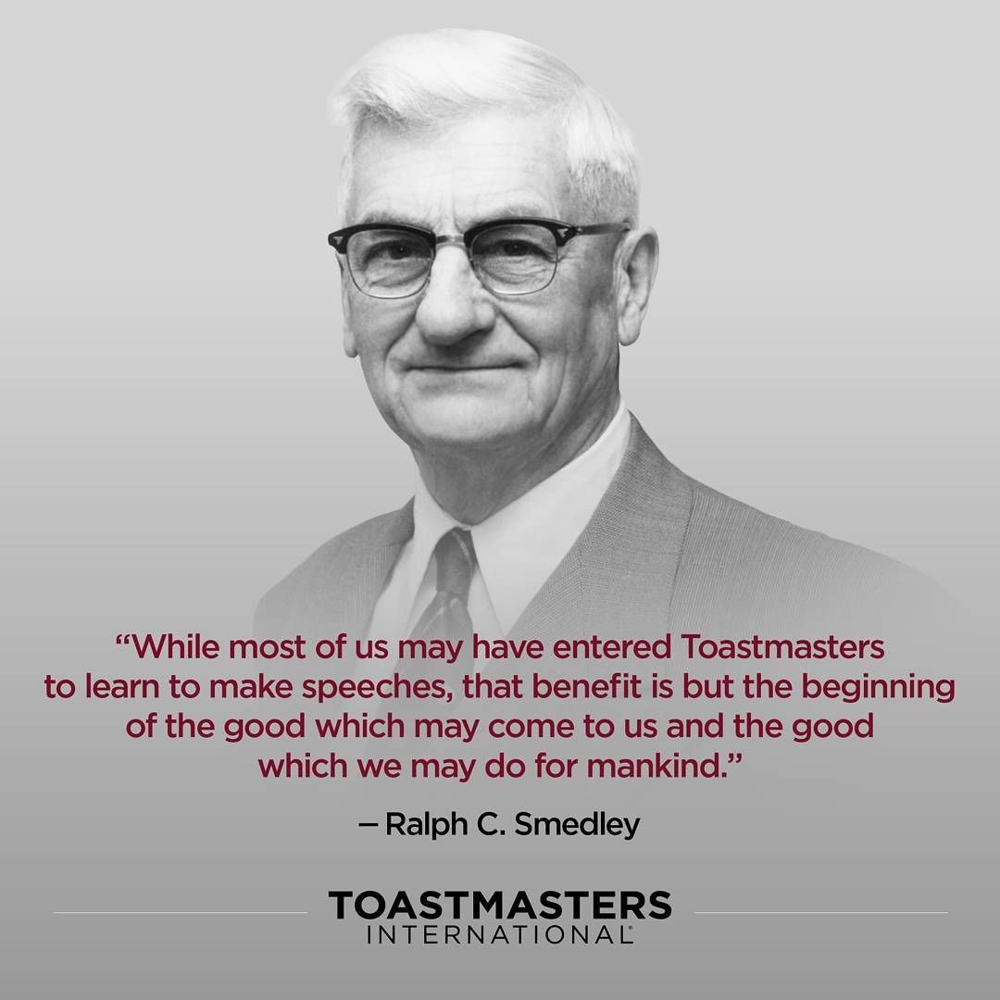 “While most of us may have entered Toastmasters
to learn to make speeches, that benefit is but the beginning
of the good which may come to us and the good
which we may do for mankind.”
– Ralph C. Smedley
TOASTMASTERS
INTERNATIONAL®